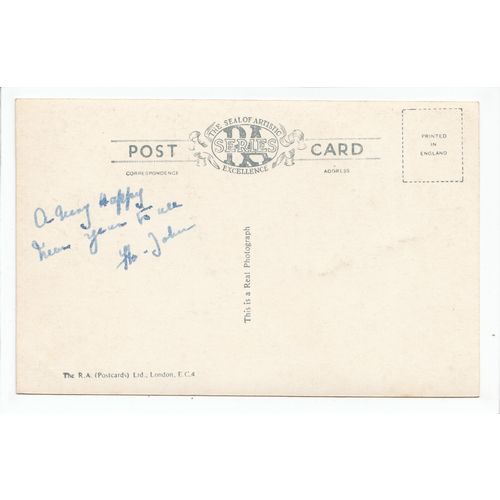 THE SEAL OF ARTISTIC
RA
SERIES
EXCELLENCE
POST CARD
CORRESPONDENCE
ADDRESS
PRINTED
IN
ENGLAND
A Very Happy
New Year to all
John
This is a Real Photograph
The R.A. (Postcards) Ltd., London, E.C.4.